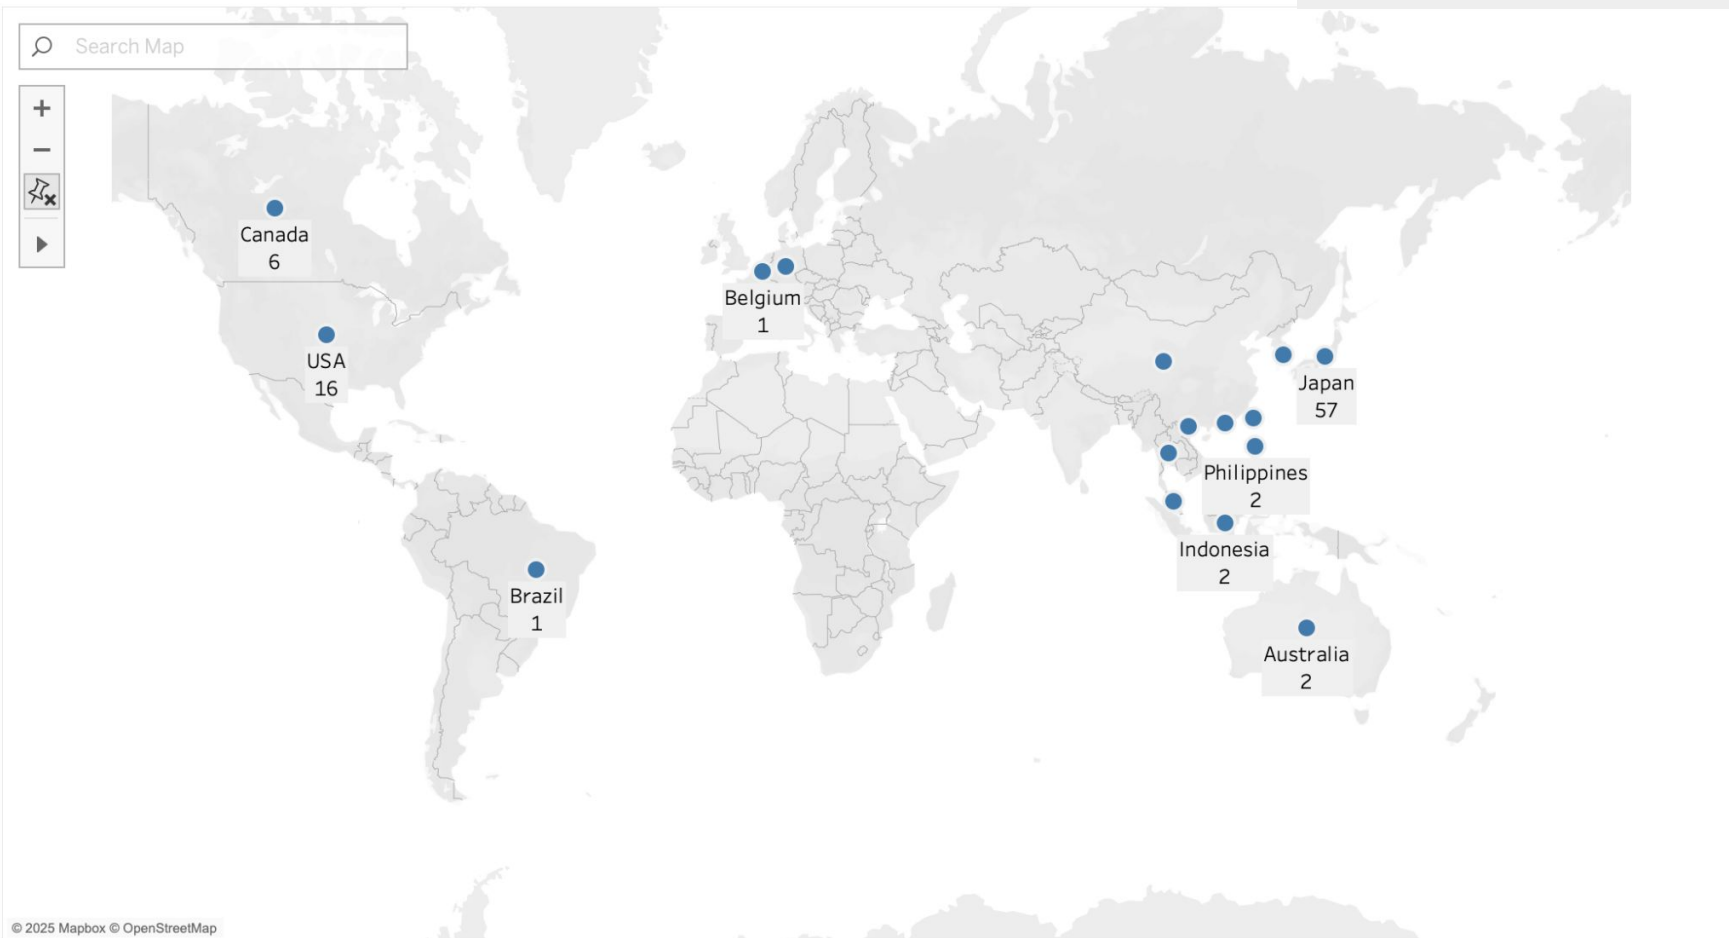 Search Map
Canada
6
Belgium
1
USA
16
Japan
57
Philippines
2
Indonesia
2
Brazil
1
Australia
2
© 2025 Mapbox © OpenStreetMap